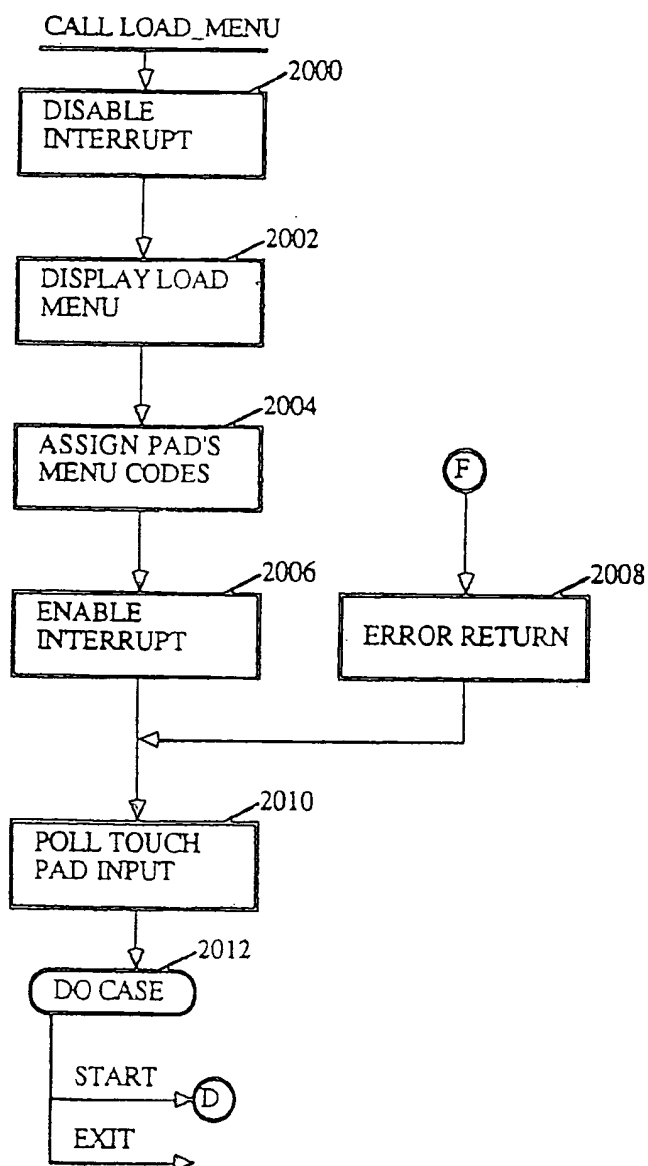 CALL LOAD_MENU
2000
DISABLE
INTERRUPT
2002
DISPLAY LOAD
MENU
2004
ASSIGN PAD'S
MENU CODES
F
2006
ENABLE
INTERRUPT
2008
ERROR RETURN
2010
POLL TOUCH
PAD INPUT
2012
DO CASE
START
D
EXIT